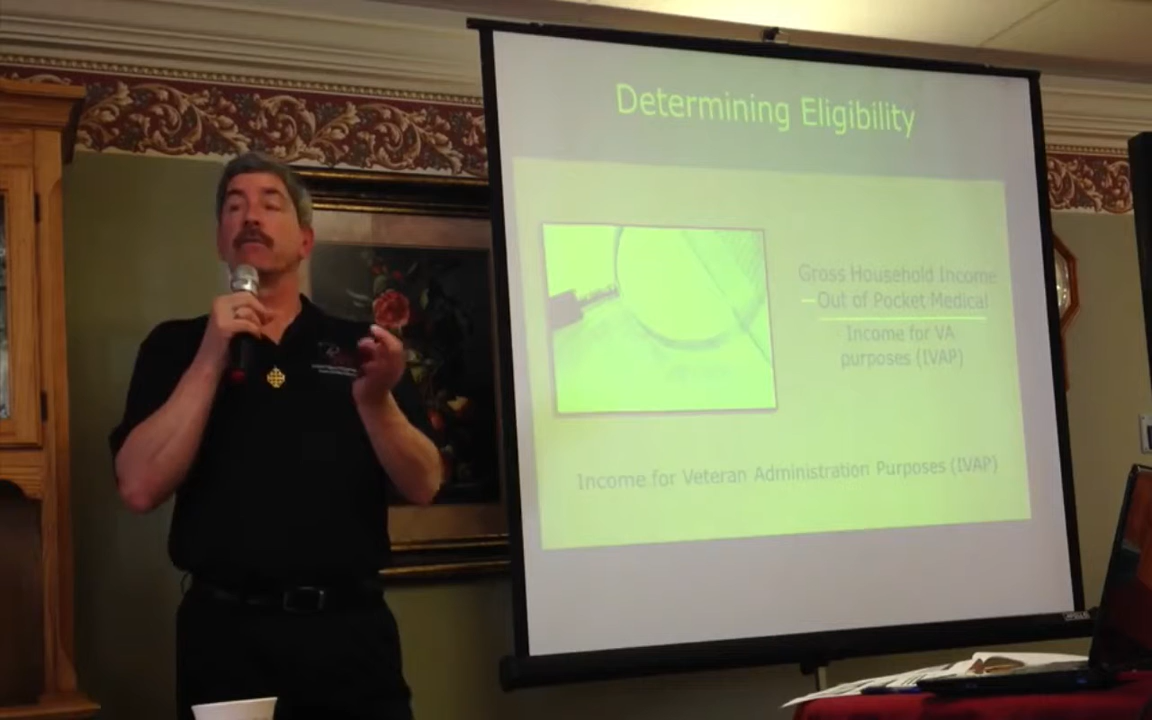 Determining Eligibility
Gross Household Income
—Out of Pocket Medical
Income for VA
purposes (IVAP)
Income for Veteran Administration Purposes (IVAP)